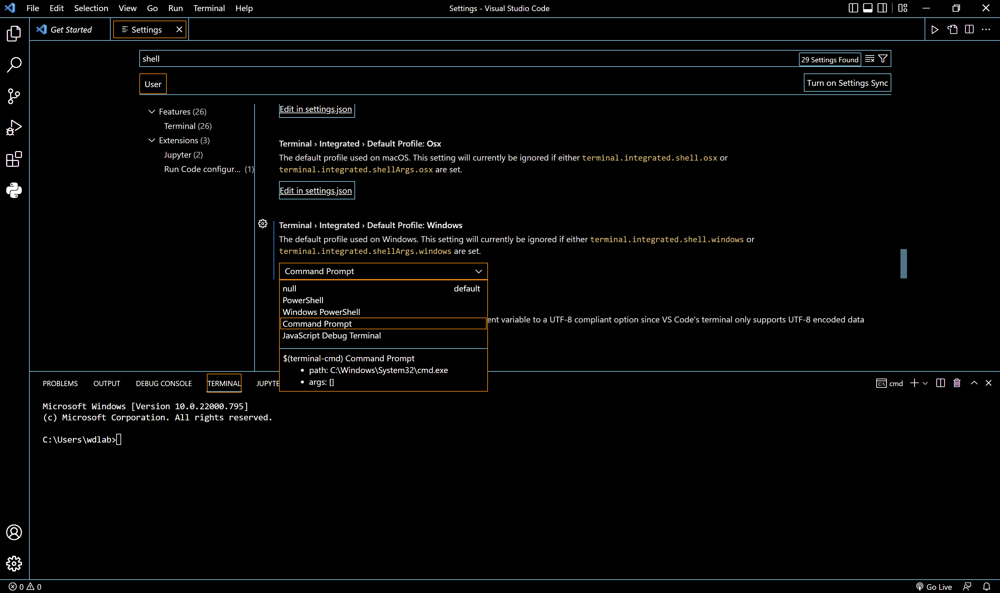 File Edit Selection View Go Run Terminal Help
Settings - Visual Studio Code
Get Started
Settings
shell
29 Settings Found
User
Turn on Settings Sync
Features (26)
Terminal (26)
Extensions (3)
Jupyter (2)
Run Code configur... (1)
Edit in settings.json
Terminal › Integrated › Default Profile: Osx
The default profile used on macOS. This setting will currently be ignored if either terminal.integrated.shell.osx or
terminal.integrated.shellArgs.osx are set.
Edit in settings.json
Terminal › Integrated › Default Profile: Windows
The default profile used on Windows. This setting will currently be ignored if either terminal.integrated.shell.windows or
terminal.integrated.shellArgs.windows are set.
Command Prompt
null default
PowerShell
Windows PowerShell
Command Prompt
JavaScript Debug Terminal
ent variable to a UTF-8 compliant option since VS Code's terminal only supports UTF-8 encoded data
$(terminal-cmd) Command Prompt
• path: C:\Windows\System32\cmd.exe
• args: []
PROBLEMS OUTPUT DEBUG CONSOLE TERMINAL JUPYTE
C:\ cmd
Microsoft Windows [Version 10.0.22000.795]
(c) Microsoft Corporation. All rights reserved.
C:\Users\wdlab>
0 0
Go Live